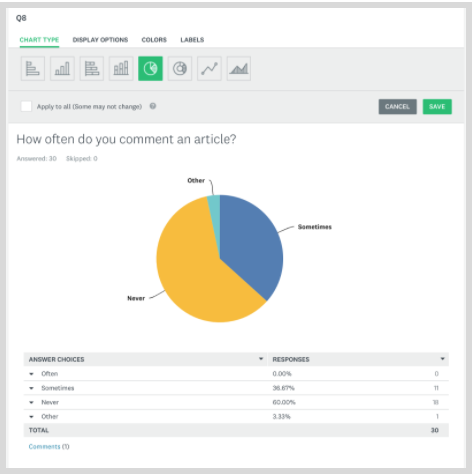 Q8
CHART TYPE DISPLAY OPTIONS COLORS LABELS
Apply to all (Some may not change)
CANCEL SAVE
How often do you comment an article?
Answered: 30 Skipped: 0
Other
Sometimes
Never
ANSWER CHOICES RESPONSES
Often 0.00% 0
Sometimes 36.67% 11
Never 60.00% 18
Other 3.33% 1
TOTAL 30
Comments (1)